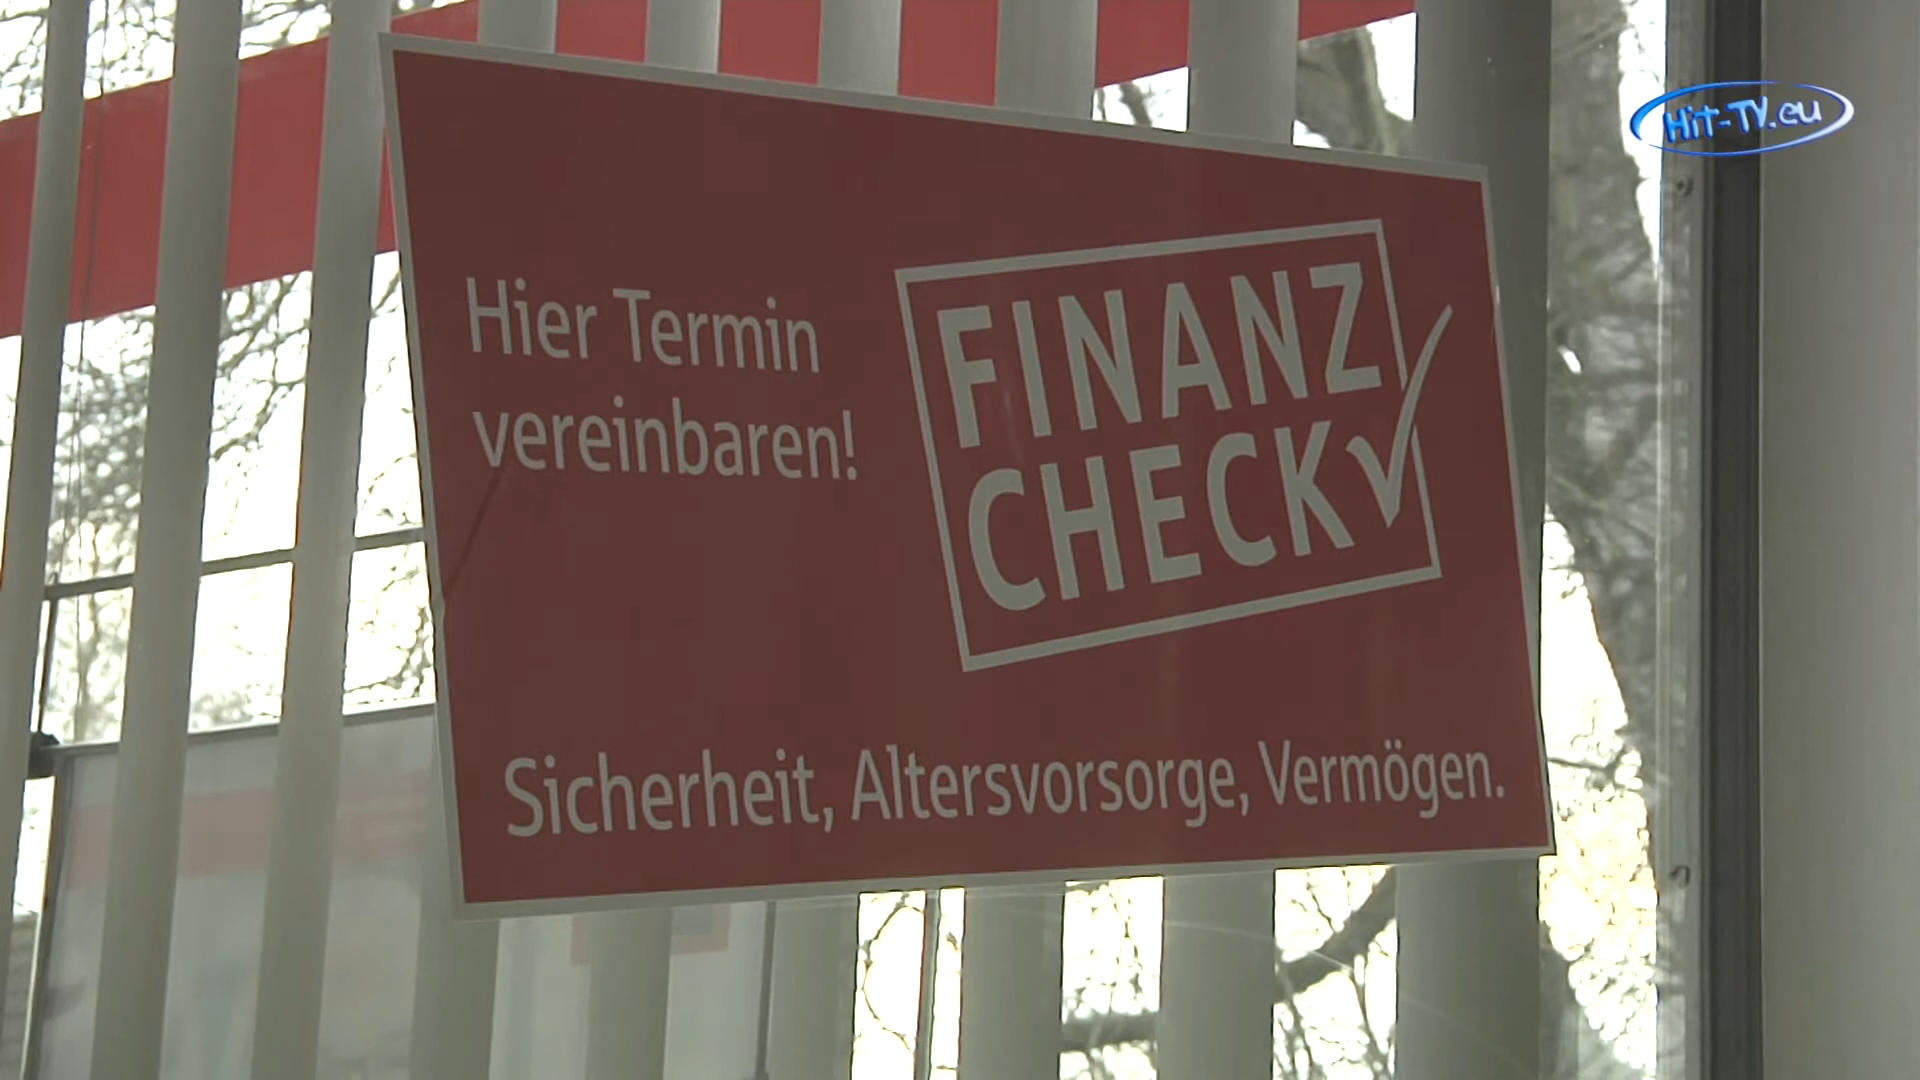 Hit-TV.eu
Hier Termin
vereinbaren!
FINANZ
CHECK
Sicherheit, Altersvorsorge, Vermögen.